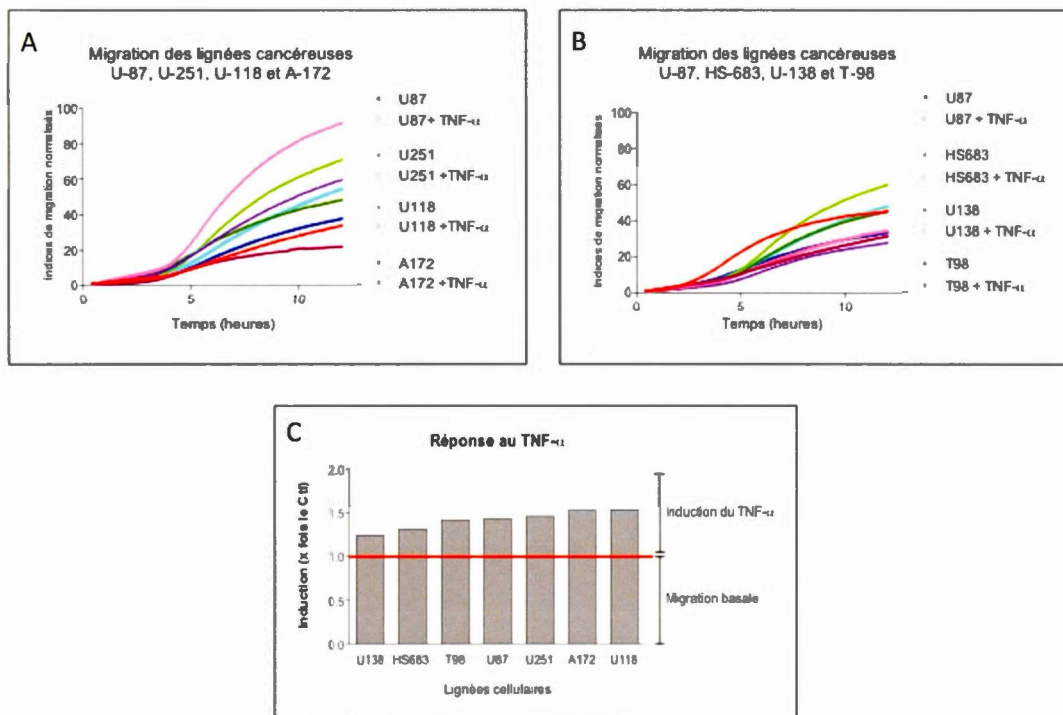 A
Migration des lignées cancéreuses
U-87, U-251, U-118 et A-172
Indices de migration normalisés
100
80
60
40
20
0
0
5
10
Temps (heures)
U87
U87+ TNF-α
U251
U251 +TNF-α
U118
U118 +TNF-α
A172
A172 +TNF-α
B
Migration des lignées cancéreuses
U-87, HS-683, U-138 et T-98
Indices de migration normalisés
100
80
60
40
20
0
0
5
10
Temps (heures)
U87
U87 + TNF-α
HS683
HS683 + TNF-α
U138
U138 + TNF-α
T98
T98 + TNF-α
C
Réponse au TNF-α
Induction (x fois le Ctl)
2.0
1.5
1.0
0.5
0.0
U138 HS683 T98 U87 U251 A172 U118
Lignées cellulaires
Induction du TNF-α
Migration basale